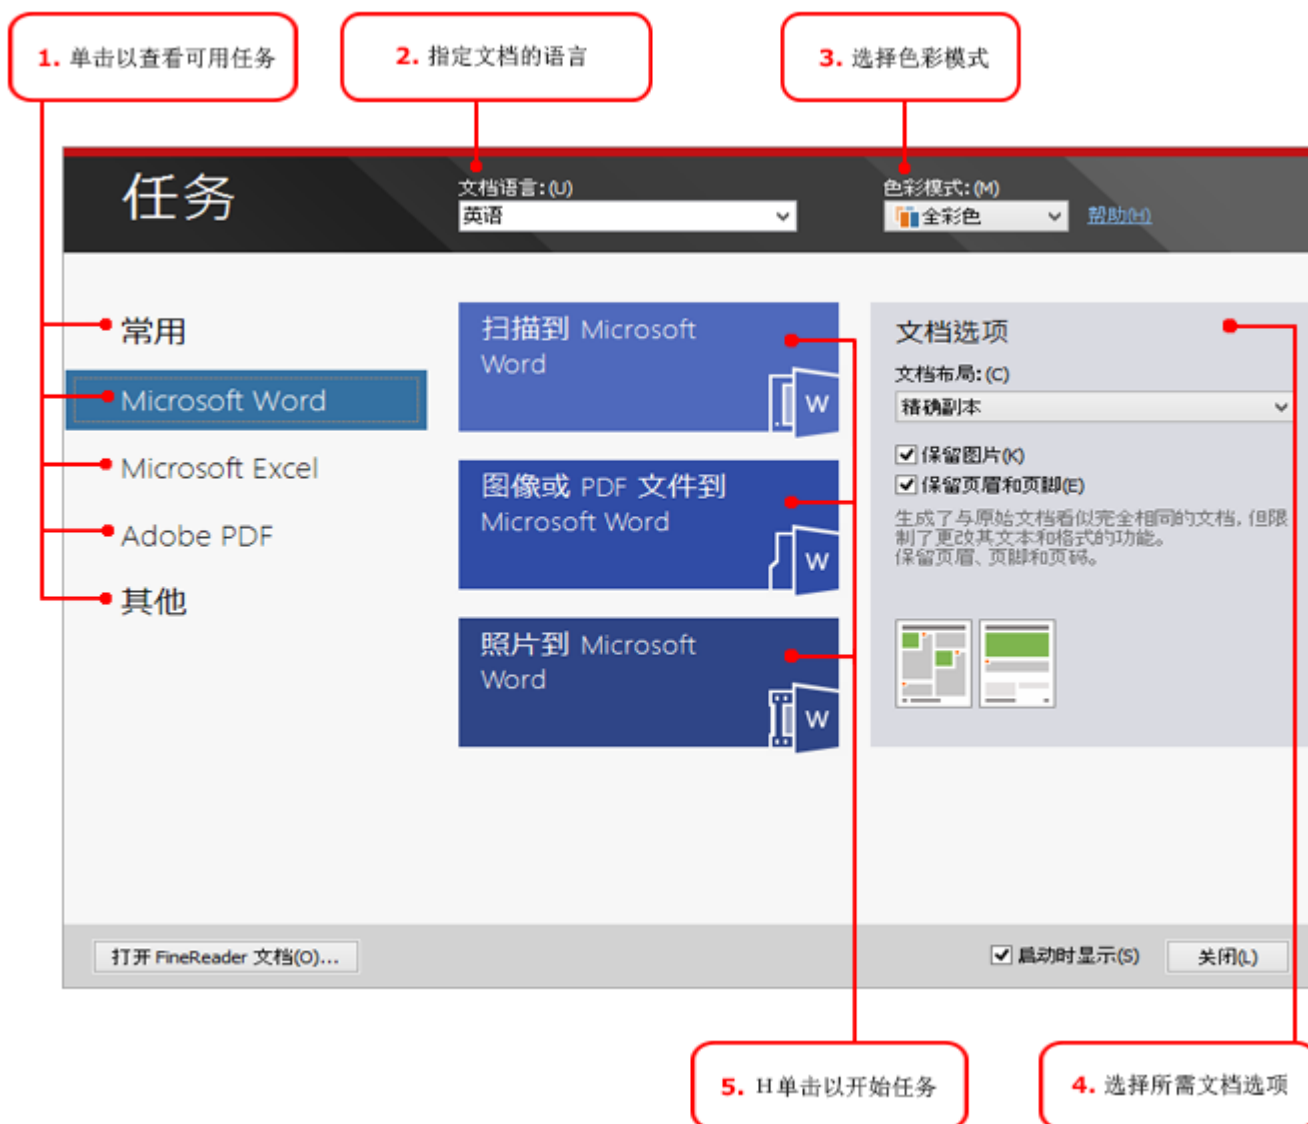 1. 单击以查看可用任务
2. 指定文档的语言
3. 选择色彩模式
任务
文档语言:(U)
英语
色彩模式:(M)
全彩色
帮助(H)
常用
Microsoft Word
Microsoft Excel
Adobe PDF
其他
扫描到 Microsoft
Word
W
图像或 PDF 文件到
Microsoft Word
W
照片到 Microsoft
Word
W
文档选项
文档布局:(C)
精确副本
保留图片(K)
保留页眉和页脚(E)
生成了与原始文档看似完全相同的文档, 但限
制了更改其文本和格式的功能。
保留页眉、页脚和页码。
打开 FineReader 文档(O)...
启动时显示(S)
关闭(L)
5. H单击以开始任务
4. 选择所需文档选项